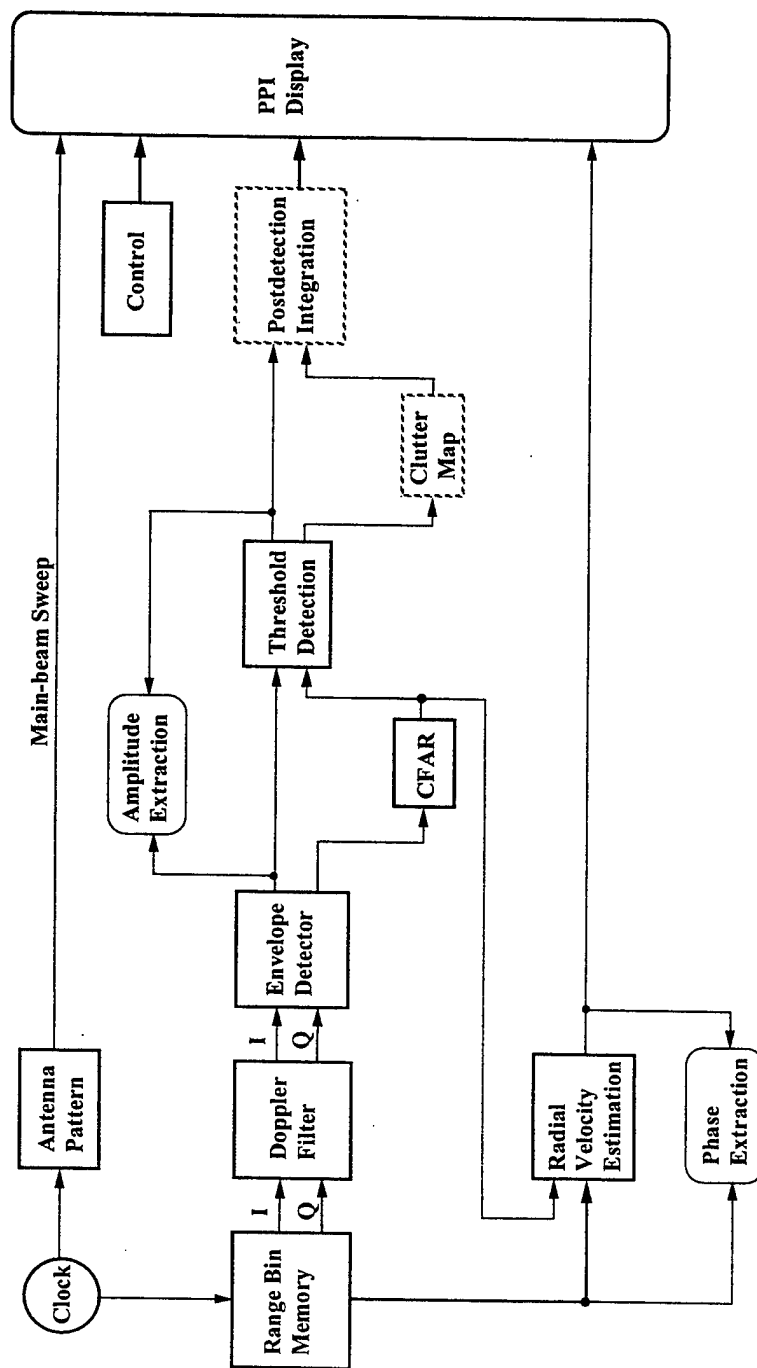 Clock
Antenna
Pattern
Main-beam Sweep
Control
PPI
Display
Amplitude
Extraction
Range Bin
Memory
I
Q
Doppler
Filter
I
Q
Envelope
Detector
CFAR
Threshold
Detection
Clutter
Map
Postdetection
Integration
Radial
Velocity
Estimation
Phase
Extraction